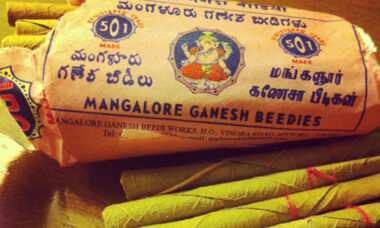 ಮಂಗಳೂರ್ ಗಣೇಶ ಬೀಡಿಗಳು
501
MARK
501
MARK
ಮಂಗಳೂರು
ಗಣೇಶ ಬೀಡಿಲು
மங்களூர்
கணேசா பீடிகள்
MANGALORE GANESH BEEDIES
MANGALORE GANESH BEEDI WORKS, H.O., VINOBA ROAD,
Tel: